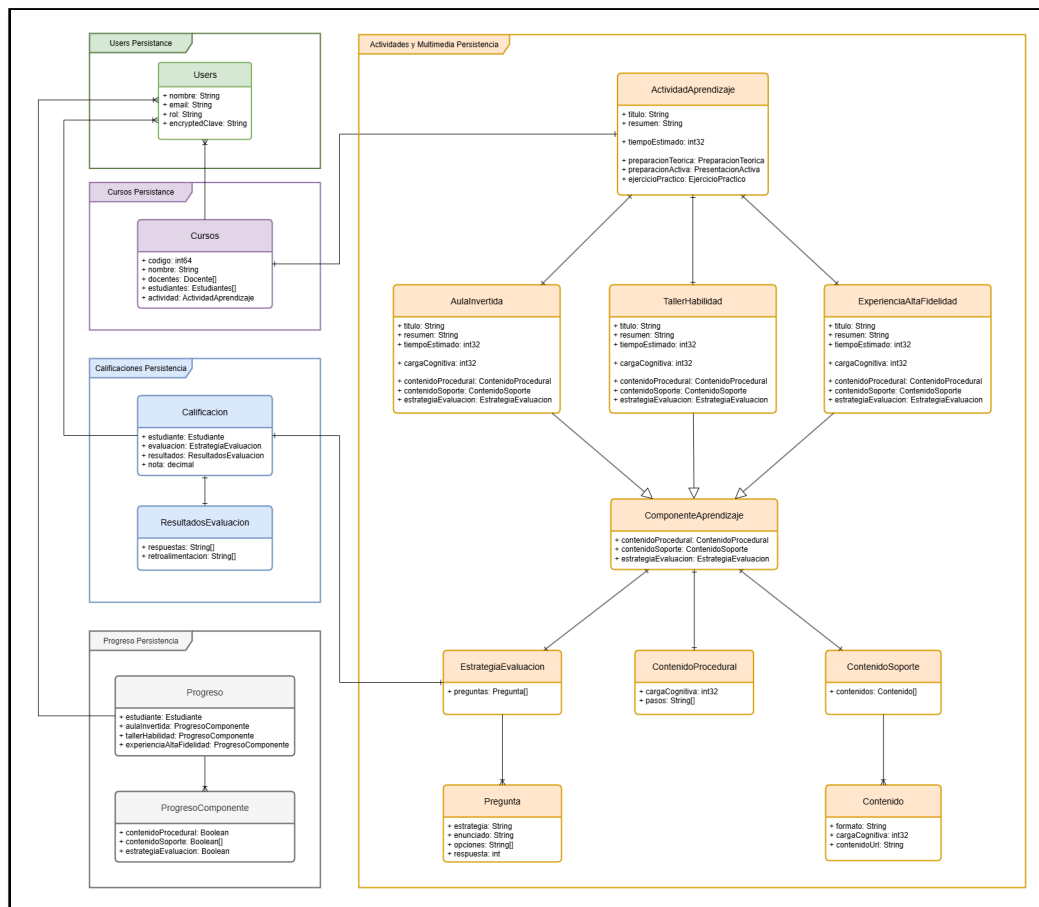 Users Persistance
Users
+ nombre: String
+ email: String
+ rol: String
+ encryptedClave: String
Cursos Persistance
Cursos
+ codigo: int64
+ nombre: String
+ docentes: Docente[]
+ estudiantes: Estudiantes[]
+ actividad: ActividadAprendizaje
Calificaciones Persistencia
Calificacion
+ estudiante: Estudiante
+ evaluacion: EstrategiaEvaluacion
+ resultados: ResultadosEvaluacion
+ nota: decimal
ResultadosEvaluacion
+ respuestas: String[]
+ retroalimentacion: String[]
Progreso Persistencia
Progreso
+ estudiante: Estudiante
+ aulaInvertida: ProgresoComponente
+ tallerHabilidad: ProgresoComponente
+ experienciaAltaFidelidad: ProgresoComponente
ProgresoComponente
+ contenidoProcedural: Boolean
+ contenidoSoporte: Boolean[]
+ estrategiaEvaluacion: Boolean
Actividades y Multimedia Persistencia
ActividadAprendizaje
+ titulo: String
+ resumen: String
+ tiempoEstimado: int32
+ preparacionTeorica: PreparacionTeorica
+ preparacionActiva: PresentacionActiva
+ ejercicioPractico: EjercicioPractico
AulaInvertida
+ titulo: String
+ resumen: String
+ tiempoEstimado: int32
+ cargaCognitiva: int32
+ contenidoProcedural: ContenidoProcedural
+ contenidoSoporte: ContenidoSoporte
+ estrategiaEvaluacion: EstrategiaEvaluacion
TallerHabilidad
+ titulo: String
+ resumen: String
+ tiempoEstimado: int32
+ cargaCognitiva: int32
+ contenidoProcedural: ContenidoProcedural
+ contenidoSoporte: ContenidoSoporte
+ estrategiaEvaluacion: EstrategiaEvaluacion
ExperienciaAltaFidelidad
+ titulo: String
+ resumen: String
+ tiempoEstimado: int32
+ cargaCognitiva: int32
+ contenidoProcedural: ContenidoProcedural
+ contenidoSoporte: ContenidoSoporte
+ estrategiaEvaluacion: EstrategiaEvaluacion
ComponenteAprendizaje
+ contenidoProcedural: ContenidoProcedural
+ contenidoSoporte: ContenidoSoporte
+ estrategiaEvaluacion: EstrategiaEvaluacion
EstrategiaEvaluacion
+ preguntas: Pregunta[]
ContenidoProcedural
+ cargaCognitiva: int32
+ pasos: String[]
ContenidoSoporte
+ contenidos: Contenido[]
Pregunta
+ estrategia: String
+ enunciado: String
+ opciones: String[]
+ respuesta: int
Contenido
+ formato: String
+ cargaCognitiva: int32
+ contenidoUrl: String